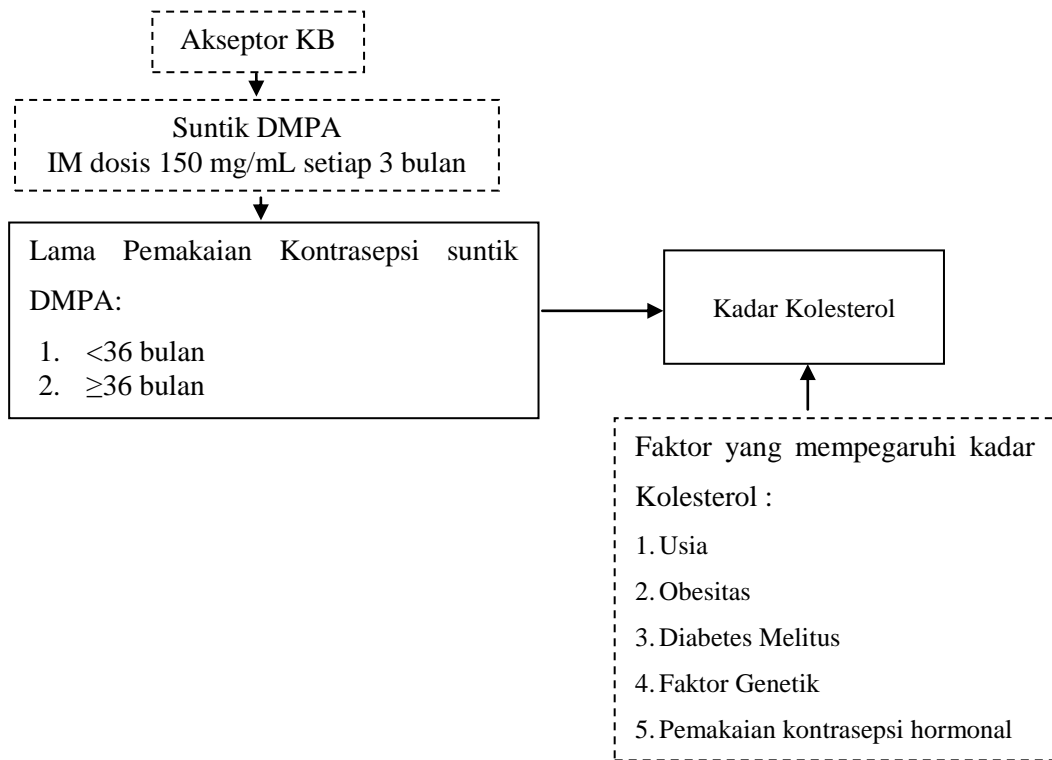 Akseptor KB
Suntik DMPA
IM dosis 150 mg/mL setiap 3 bulan
Lama Pemakaian Kontrasepsi suntik
DMPA:
1. <36 bulan
2. ≥36 bulan
Kadar Kolesterol
Faktor yang mempegaruhi kadar
Kolesterol :
1. Usia
2. Obesitas
3. Diabetes Melitus
4. Faktor Genetik
5. Pemakaian kontrasepsi hormonal